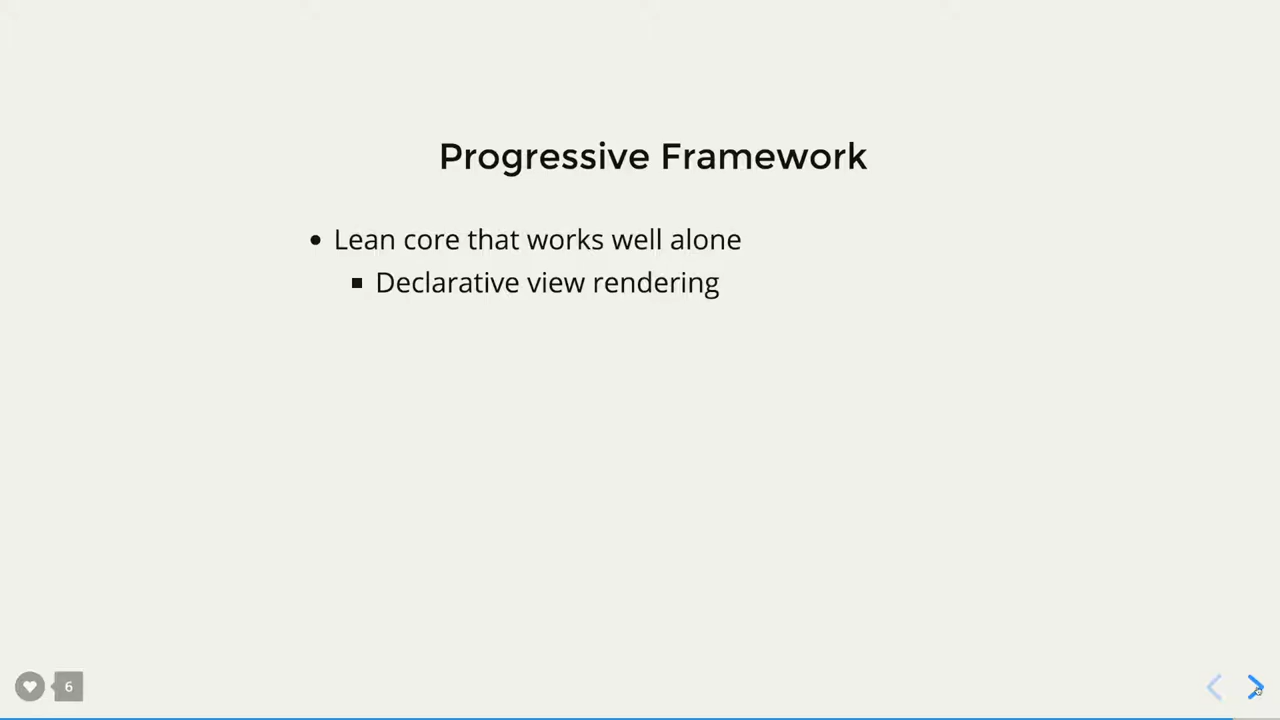 Progressive Framework
Lean core that works well alone
Declarative view rendering
6